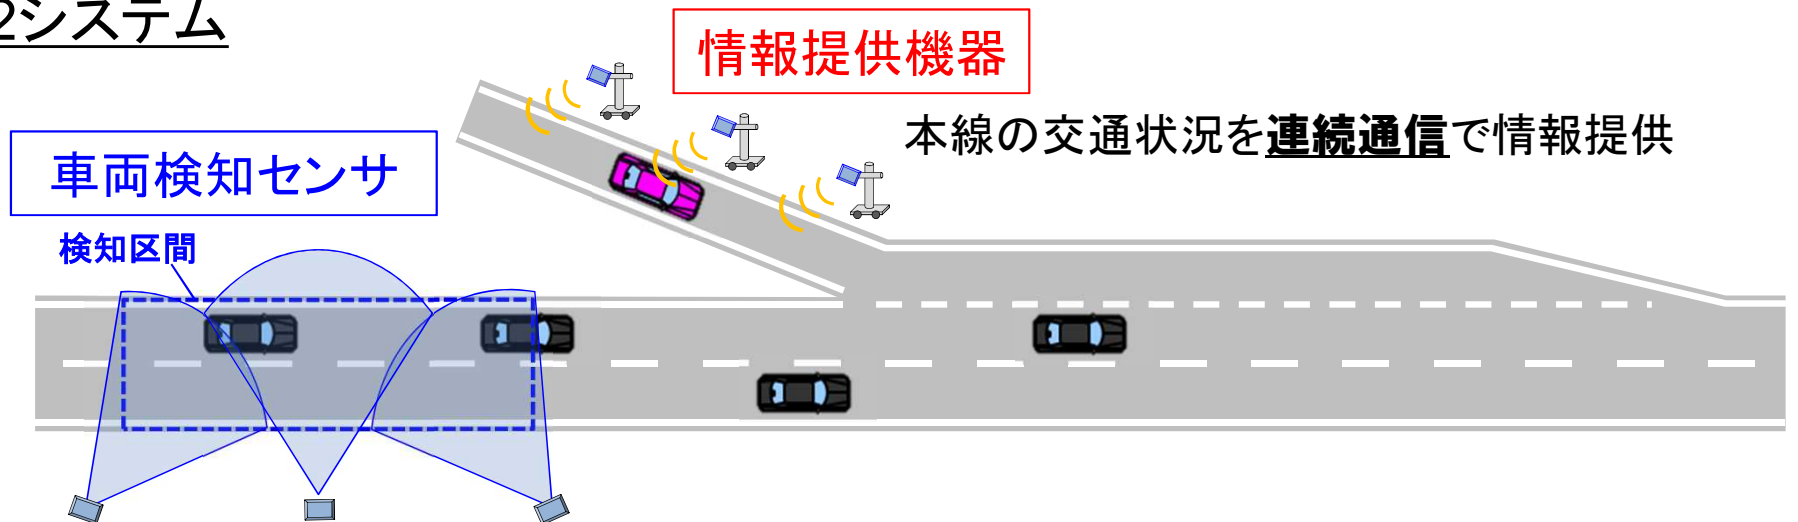 2システム
情報提供機器
本線の交通状況を連続通信で情報提供
車両検知センサ
検知区間